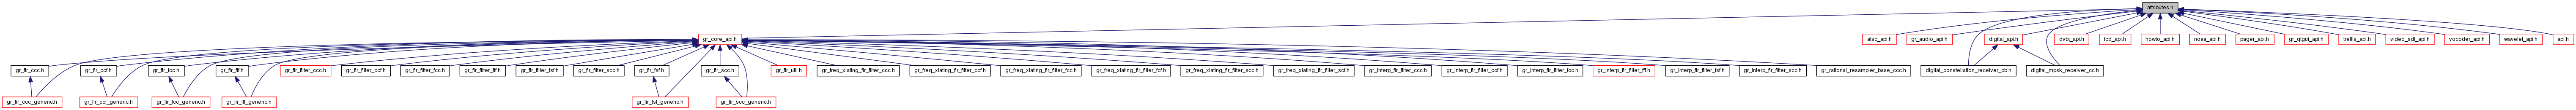 attributes.h
gr_core_api.h
atsc_api.h
gr_audio_api.h
digital_api.h
dvbt_api.h
fcd_api.h
howto_api.h
noaa_api.h
pager_api.h
gr_qtgui_api.h
trellis_api.h
video_sdl_api.h
vocoder_api.h
wavelet_api.h
api.h
gr_fir_ccc.h
gr_fir_ccf.h
gr_fir_fcc.h
gr_fir_fff.h
gr_fir_filter_ccc.h
gr_fir_filter_ccf.h
gr_fir_filter_fcc.h
gr_fir_filter_fff.h
gr_fir_filter_fsf.h
gr_fir_filter_scc.h
gr_fir_fsf.h
gr_fir_scc.h
gr_fir_util.h
gr_freq_xlating_fir_filter_ccc.h
gr_freq_xlating_fir_filter_ccf.h
gr_freq_xlating_fir_filter_fcc.h
gr_freq_xlating_fir_filter_fcf.h
gr_freq_xlating_fir_filter_scc.h
gr_freq_xlating_fir_filter_scf.h
gr_interp_fir_filter_ccc.h
gr_interp_fir_filter_ccf.h
gr_interp_fir_filter_fcc.h
gr_interp_fir_filter_fff.h
gr_interp_fir_filter_fsf.h
gr_interp_fir_filter_scc.h
gr_rational_resampler_base_ccc.h
digital_constellation_receiver_cb.h
digital_mpsk_receiver_cc.h
gr_fir_ccc_generic.h
gr_fir_ccf_generic.h
gr_fir_fcc_generic.h
gr_fir_fff_generic.h
gr_fir_fsf_generic.h
gr_fir_scc_generic.h